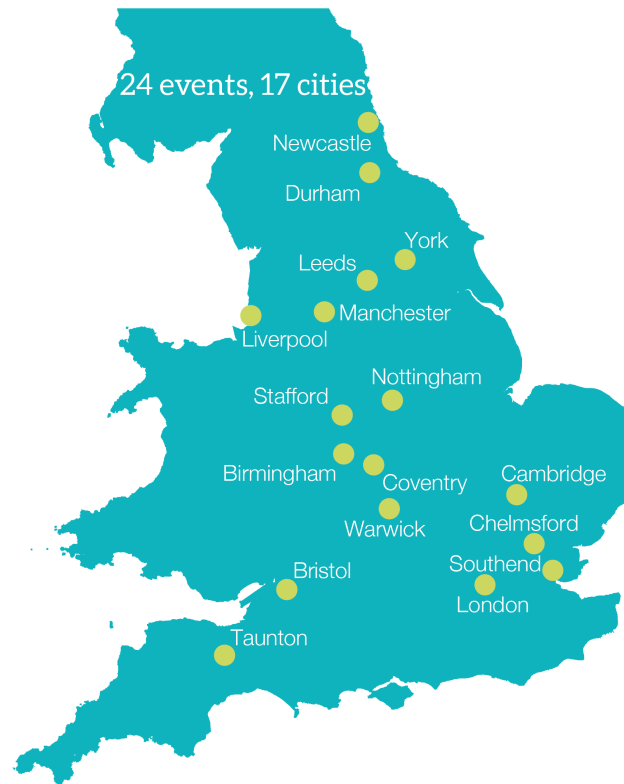 24 events, 17 cities
Newcastle
Durham
York
Leeds
Manchester
Liverpool
Nottingham
Stafford
Birmingham
Coventry
Cambridge
Warwick
Chelmsford
Southend
Bristol
London
Taunton